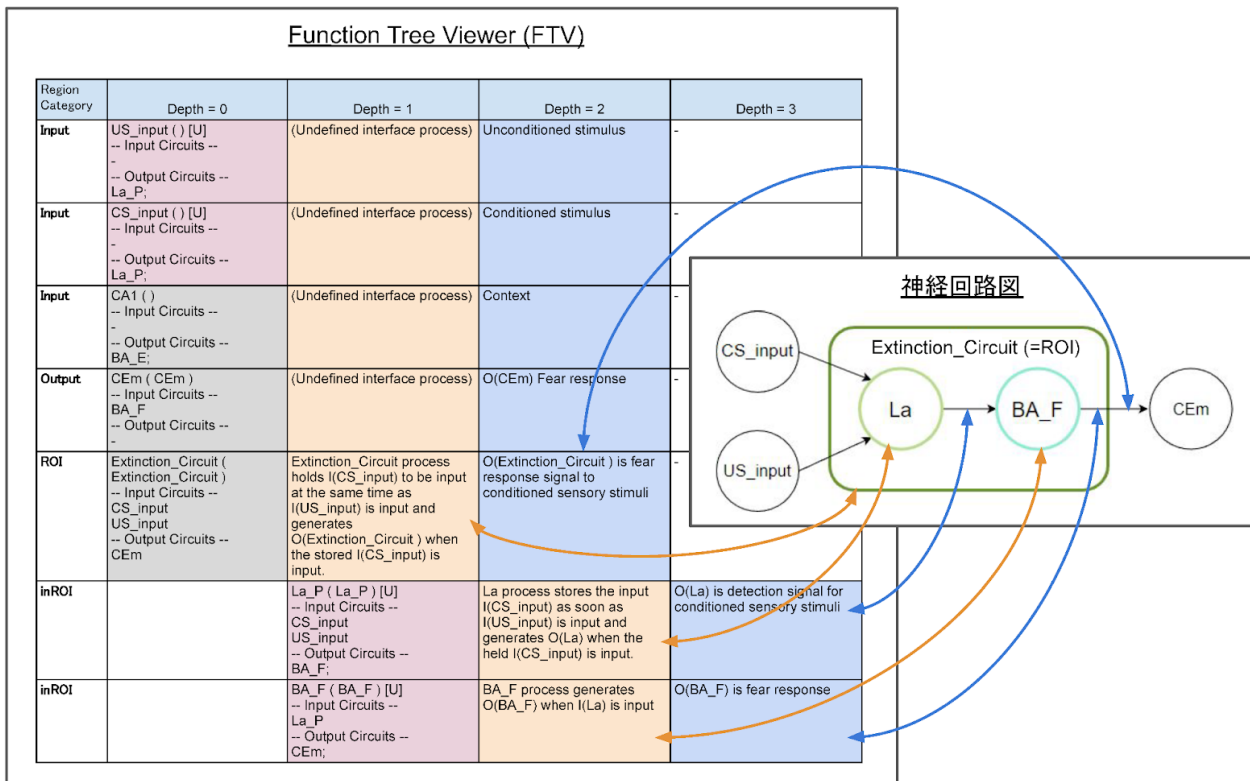 Function Tree Viewer (FTV)
Region
Category
Depth = 0
Depth = 1
Depth = 2
Depth = 3
Input
US_input ( ) [U]
-- Input Circuits --
-
-- Output Circuits --
La_P;
(Undefined interface process)
Unconditioned stimulus
-
Input
CS_input ( ) [U]
-- Input Circuits --
-
-- Output Circuits --
La_P;
(Undefined interface process)
Conditioned stimulus
-
Input
CA1 ( )
-- Input Circuits --
-
-- Output Circuits --
BA_E;
(Undefined interface process)
Context
-
Output
CEm ( CEm )
-- Input Circuits --
BA_F
-- Output Circuits --
-
(Undefined interface process)
O(CEm) Fear response
-
ROI
Extinction_Circuit (
Extinction_Circuit )
-- Input Circuits --
CS_input
US_input
-- Output Circuits --
CEm
Extinction_Circuit process
holds I(CS_input) to be input
at the same time as
I(US_input) is input and
generates
O(Extinction_Circuit ) when
the stored I(CS_input) is
input.
O(Extinction_Circuit ) is fear
response signal to
conditioned sensory stimuli
-
inROI
La_P ( La_P ) [U]
-- Input Circuits --
CS_input
US_input
-- Output Circuits --
BA_F;
La process stores the input
I(CS_input) as soon as
I(US_input) is input and
generates O(La) when the
held I(CS_input) is input.
O(La) is detection signal for
conditioned sensory stimuli
inROI
BA_F ( BA_F ) [U]
-- Input Circuits --
La_P
-- Output Circuits --
CEm;
BA_F process generates
O(BA_F) when I(La) is input
O(BA_F) is fear response
神経回路図
CS_input
Extinction_Circuit (=ROI)
La
BA_F
CEm
US_input